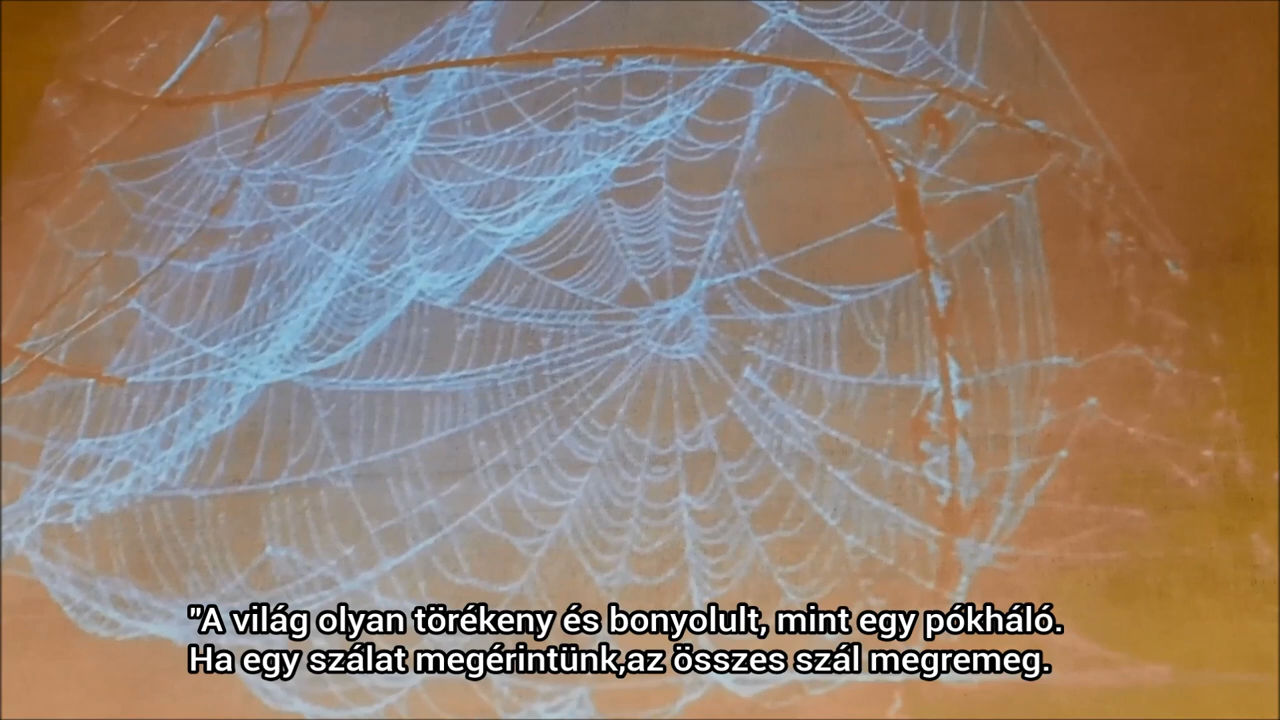 "A világ olyan törékeny és bonyolult, mint egy pókháló.
Ha egy szálat megérintünk,az összes szál megremeg.